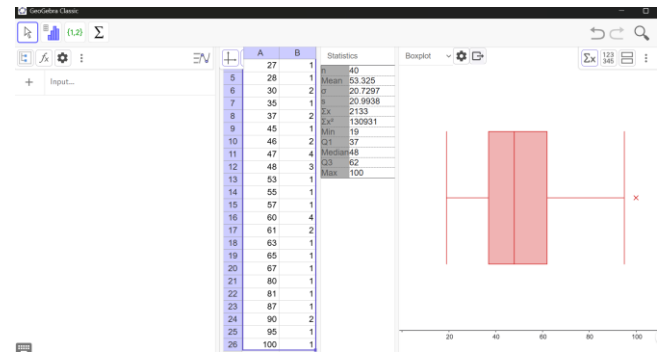 GeoGebra Classic
{1,2} Σ
fx
Input...
A B
27 1
5 28 1
6 30 2
7 35 1
8 37 2
9 45 1
10 46 2
11 47 4
12 48 3
13 53 1
14 55 1
15 57 1
16 60 4
17 61 2
18 63 1
19 65 1
20 67 1
21 80 1
22 81 1
23 87 1
24 90 2
25 95 1
26 100 1
Statistics
n 40
Mean 53.325
σ 20.7297
s 20.9938
Σx 2133
Σx² 130931
Min 19
Q1 37
Median 48
Q3 62
Max 100
Boxplot
Σx 123 345
20 40 60 80 100